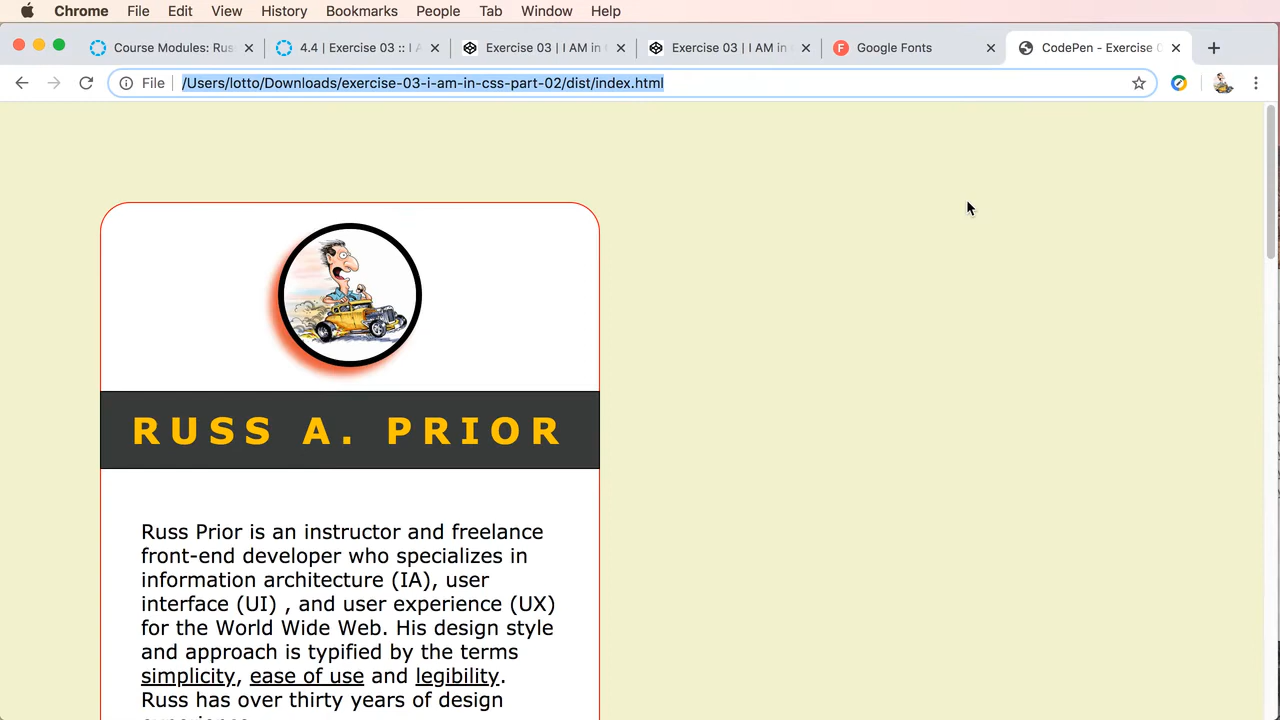 Chrome File Edit View History Bookmarks People Tab Window Help
Course Modules: Rus
4.4 | Exercise 03 :: I A
Exercise 03 | I AM in C
Exercise 03 | I AM in
Google Fonts
CodePen - Exercise
File /Users/lotto/Downloads/exercise-03-i-am-in-css-part-02/dist/index.html
RUSS A. PRIOR
Russ Prior is an instructor and freelance
front-end developer who specializes in
information architecture (IA), user
interface (UI) , and user experience (UX)
for the World Wide Web. His design style
and approach is typified by the terms
simplicity, ease of use and legibility.
Russ has over thirty years of design